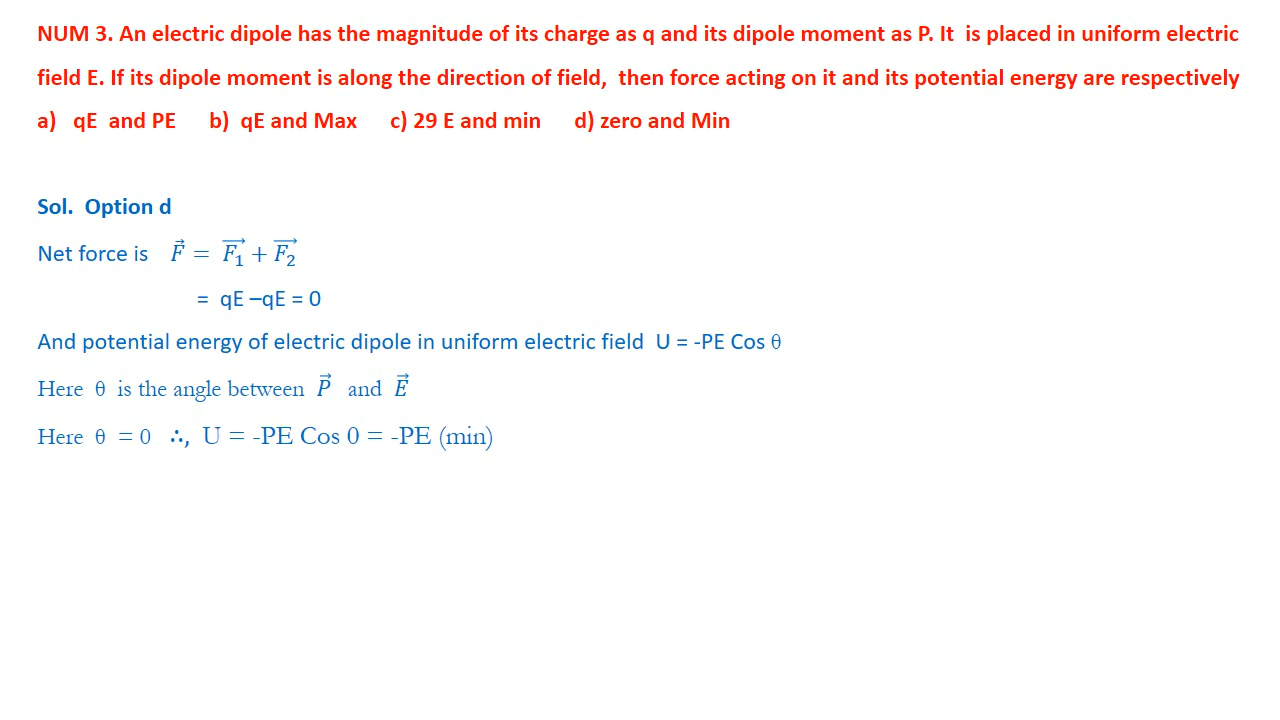 NUM 3. An electric dipole has the magnitude of its charge as q and its dipole moment as P. It is placed in uniform electric
field E. If its dipole moment is along the direction of field, then force acting on it and its potential energy are respectively
a) qE and PE b) qE and Max c) 29 E and min d) zero and Min
Sol. Option d
Net force is F⃗ = F₁⃗ + F₂⃗
= qE –qE = 0
And potential energy of electric dipole in uniform electric field U = -PE Cos θ
Here θ is the angle between P⃗ and E⃗
Here θ = 0 ∴, U = -PE Cos 0 = -PE (min)